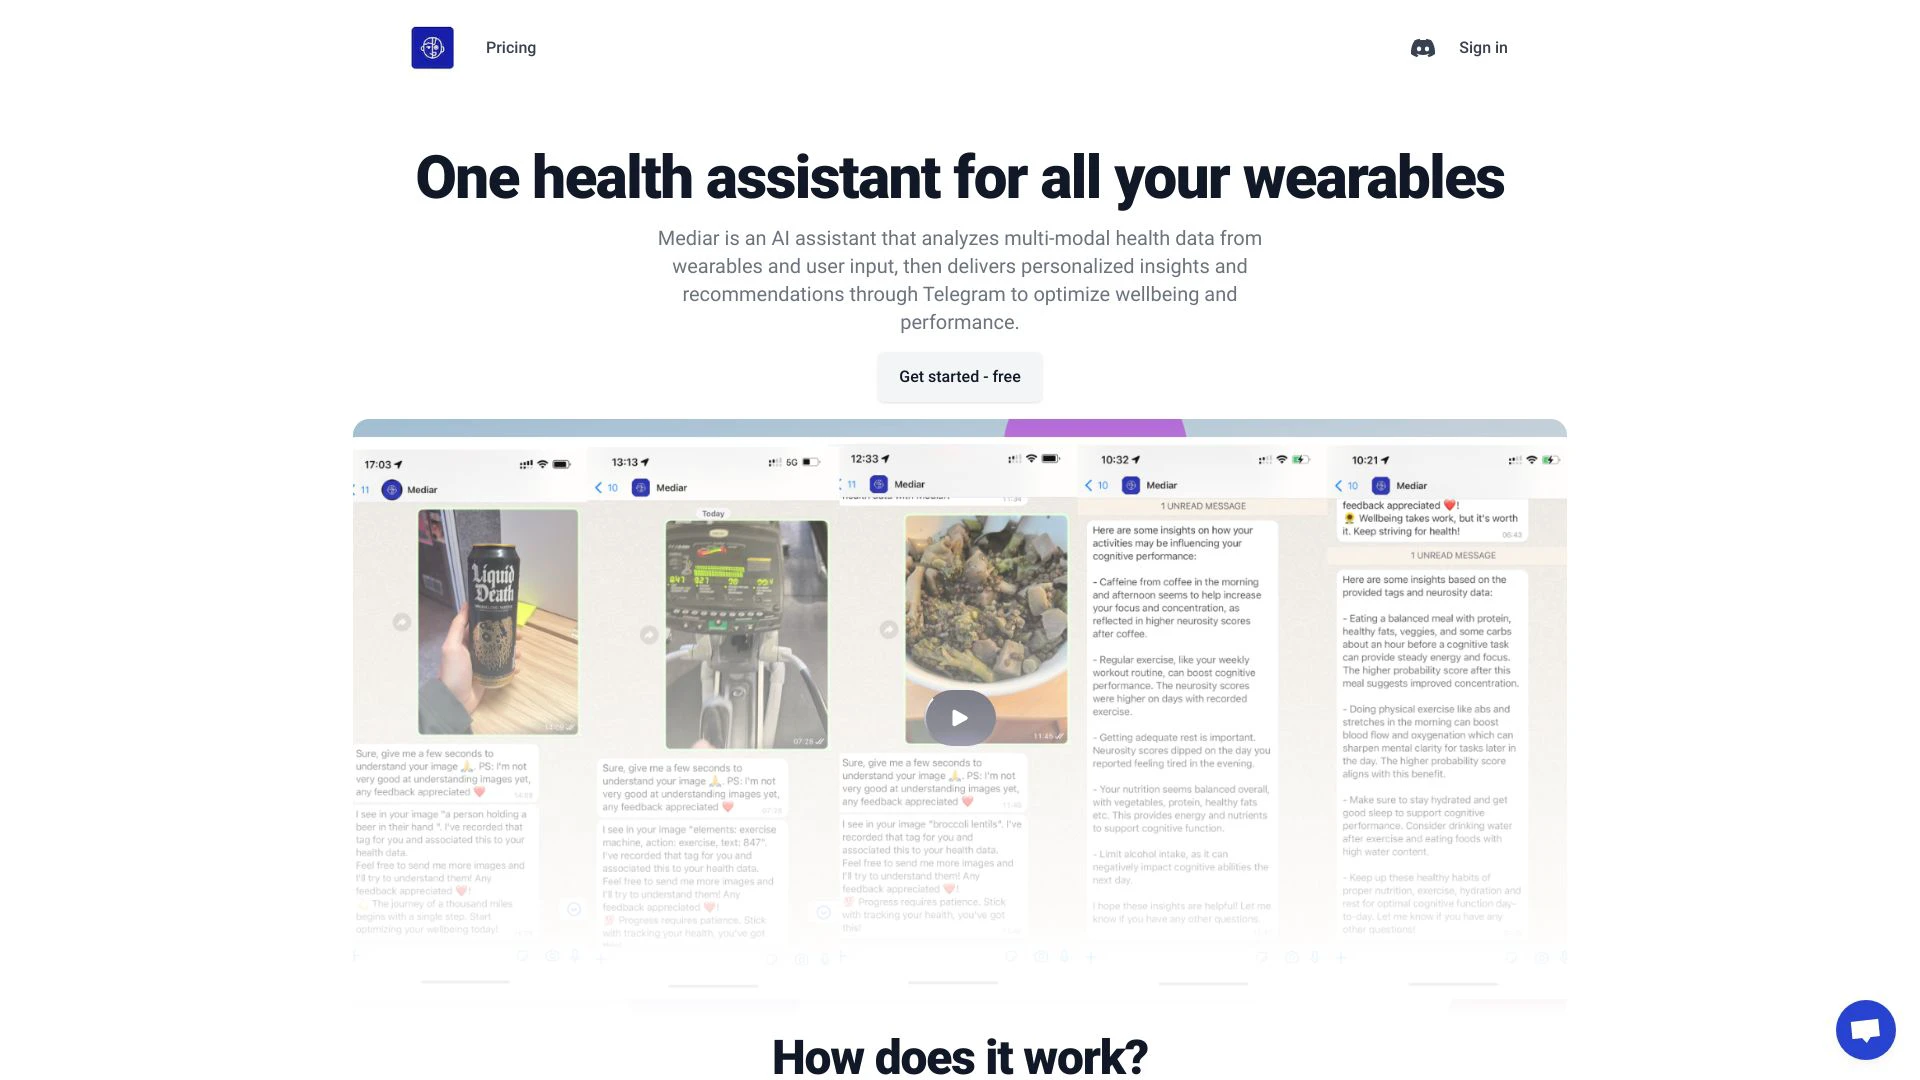 Pricing
Sign in
One health assistant for all your wearables
Mediar is an AI assistant that analyzes multi-modal health data from
wearables and user input, then delivers personalized insights and
recommendations through Telegram to optimize wellbeing and
performance.
Get started - free
17:03
11
Mediar
Liquid
Death
14:09
Sure, give me a few seconds to
understand your image 🙏. PS: I'm not
very good at understanding images yet,
any feedback appreciated ❤️
I see in your image "a person holding a
beer in their hand ". I've recorded that
tag for you and associated this to your
health data.
Feel free to send me more images and
I'll try to understand them! Any
feedback appreciated ❤️!
The journey of a thousand miles
begins with a single step. Start
optimizing your wellbeing today!
13:13
5G
10
Mediar
Today
07:28
Sure, give me a few seconds to
understand your image 🙏. PS: I'm not
very good at understanding images yet,
any feedback appreciated ❤️
07:28
I see in your image "elements: exercise
machine, action: exercise, text: 847".
I've recorded that tag for you and
associated this to your health data.
Feel free to send me more images and
I'll try to understand them! Any
feedback appreciated ❤️!
💯 Progress requires patience. Stick
with tracking your health, you've got
12:33
11
Mediar
11:34
11:45
Sure, give me a few seconds to
understand your image 🙏. PS: I'm not
very good at understanding images yet,
any feedback appreciated ❤️
I see in your image "broccoli lentils". I've
recorded that tag for you and
associated this to your health data.
Feel free to send me more images and
I'll try to understand them! Any
feedback appreciated ❤️!
💯 Progress requires patience. Stick
with tracking your health, you've got
this!
10:32
10
Mediar
1 UNREAD MESSAGE
Here are some insights on how your
activities may be influencing your
cognitive performance:
- Caffeine from coffee in the morning
and afternoon seems to help increase
your focus and concentration, as
reflected in higher neurosity scores
after coffee.
- Regular exercise, like your weekly
workout routine, can boost cognitive
performance. The neurosity scores
were higher on days with recorded
exercise.
- Getting adequate rest is important.
Neurosity scores dipped on the day you
reported feeling tired in the evening.
- Your nutrition seems balanced overall,
with vegetables, protein, healthy fats
etc. This provides energy and nutrients
to support cognitive function.
- Limit alcohol intake, as it can
negatively impact cognitive abilities the
next day.
I hope these insights are helpful! Let me
know if you have any other questions.
10:21
10
Mediar
feedback appreciated ❤️!
🌻 Wellbeing takes work, but it's worth
it. Keep striving for health!
06:43
1 UNREAD MESSAGE
Here are some insights based on the
provided tags and neurosity data:
- Eating a balanced meal with protein,
healthy fats, veggies, and some carbs
about an hour before a cognitive task
can provide steady energy and focus.
The higher probability score after this
meal suggests improved concentration.
- Doing physical exercise like abs and
stretches in the morning can boost
blood flow and oxygenation which can
sharpen mental clarity for tasks later in
the day. The higher probability score
aligns with this benefit.
- Make sure to stay hydrated and get
good sleep to support cognitive
performance. Consider drinking water
after exercise and eating foods with
high water content.
- Keep up these healthy habits of
proper nutrition, exercise, hydration and
rest for optimal cognitive function day-
to-day. Let me know if you have any
other questions!
How does it work?